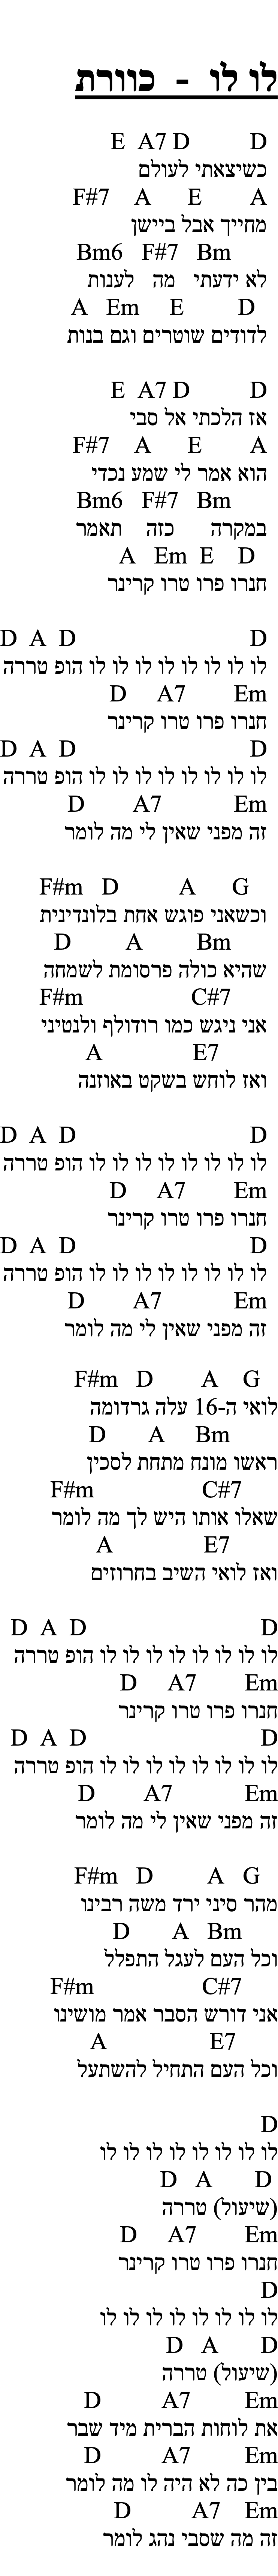 לו לו - כוורת
E A7 D D
כשיצאתי לעולם
F#7 A E A
מחייך אבל ביישן
Bm6 F#7 Bm
לא ידעתי מה לענות
A Em E D
לדודים שוטרים וגם בנות
E A7 D D
אז הלכתי אל סבי
F#7 A E A
הוא אמר לי שמע נכדי
Bm6 F#7 Bm
במקרה כזה תאמר
A Em E D
חנרו פרו טרו קרינר
D A D D
לו לו לו לו לו לו לו לו הופ טררה
D A7 Em
חנרו פרו טרו קרינר
D A D D
לו לו לו לו לו לו לו לו הופ טררה
D A7 Em
זה מפני שאין לי מה לומר
F#m D A G
וכשאני פוגש אחת בלונדינית
D A Bm
שהיא כולה פרסומת לשמחה
F#m C#7
אני ניגש כמו רודולף ולנטיני
A E7
ואז לוחש בשקט באוזנה
D A D D
לו לו לו לו לו לו לו לו הופ טררה
D A7 Em
חנרו פרו טרו קרינר
D A D D
לו לו לו לו לו לו לו לו הופ טררה
D A7 Em
זה מפני שאין לי מה לומר
F#m D A G
לואי ה-16 עלה גרדומה
D A Bm
ראשו מונח מתחת לסכין
F#m C#7
שאלו אותו היש לך מה לומר
A E7
ואז לואי השיב בחרוזים
D A D D
לו לו לו לו לו לו לו לו הופ טררה
D A7 Em
חנרו פרו טרו קרינר
D A D D
לו לו לו לו לו לו לו לו הופ טררה
D A7 Em
זה מפני שאין לי מה לומר
F#m D A G
מהר סיני ירד משה רבינו
D A Bm
וכל העם לעגל התפלל
F#m C#7
אני דורש הסבר אמר מושינו
A E7
וכל העם התחיל להשתעל
D
לו לו לו לו לו לו לו לו
D A D
(שיעול) טררה
D A7 Em
חנרו פרו טרו קרינר
D
לו לו לו לו לו לו לו לו
D A D
(שיעול) טררה
D A7 Em
את לוחות הברית מיד שבר
D A7 Em
בין כה לא היה לו מה לומר
D A7 Em
זה מה שסבי נהג לומר